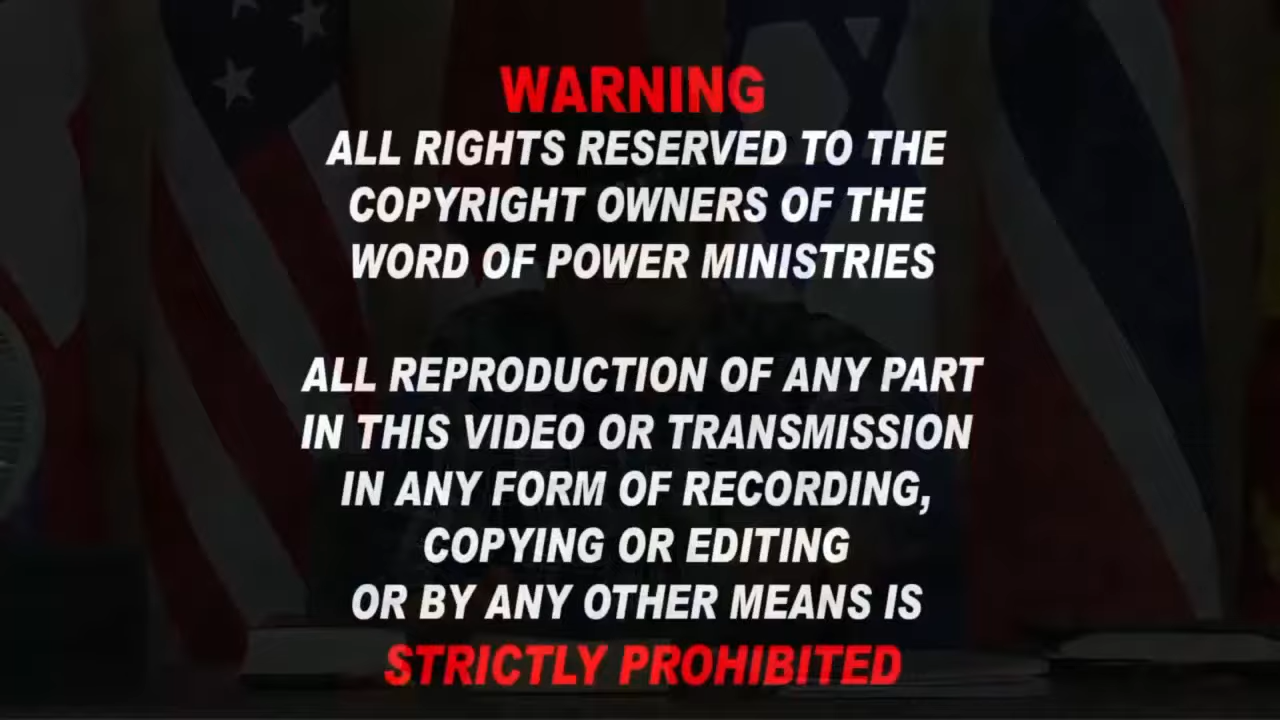 WARNING
ALL RIGHTS RESERVED TO THE
COPYRIGHT OWNERS OF THE
WORD OF POWER MINISTRIES
ALL REPRODUCTION OF ANY PART
IN THIS VIDEO OR TRANSMISSION
IN ANY FORM OF RECORDING,
COPYING OR EDITING
OR BY ANY OTHER MEANS IS
STRICTLY PROHIBITED